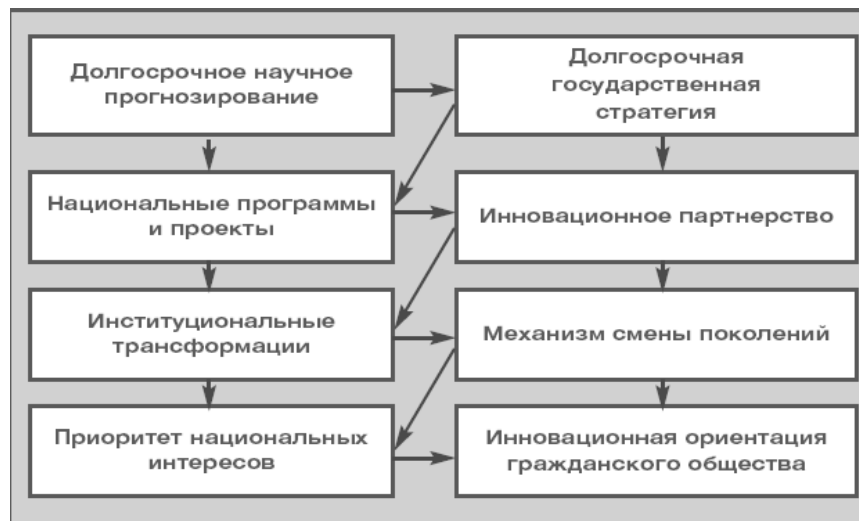 Долгосрочное научное
прогнозирование
Долгосрочная
государственная
стратегия
Национальные программы
и проекты
Инновационное партнерство
Институциональные
трансформации
Механизм смены поколений
Приоритет национальных
интересов
Инновационная ориентация
гражданского общества